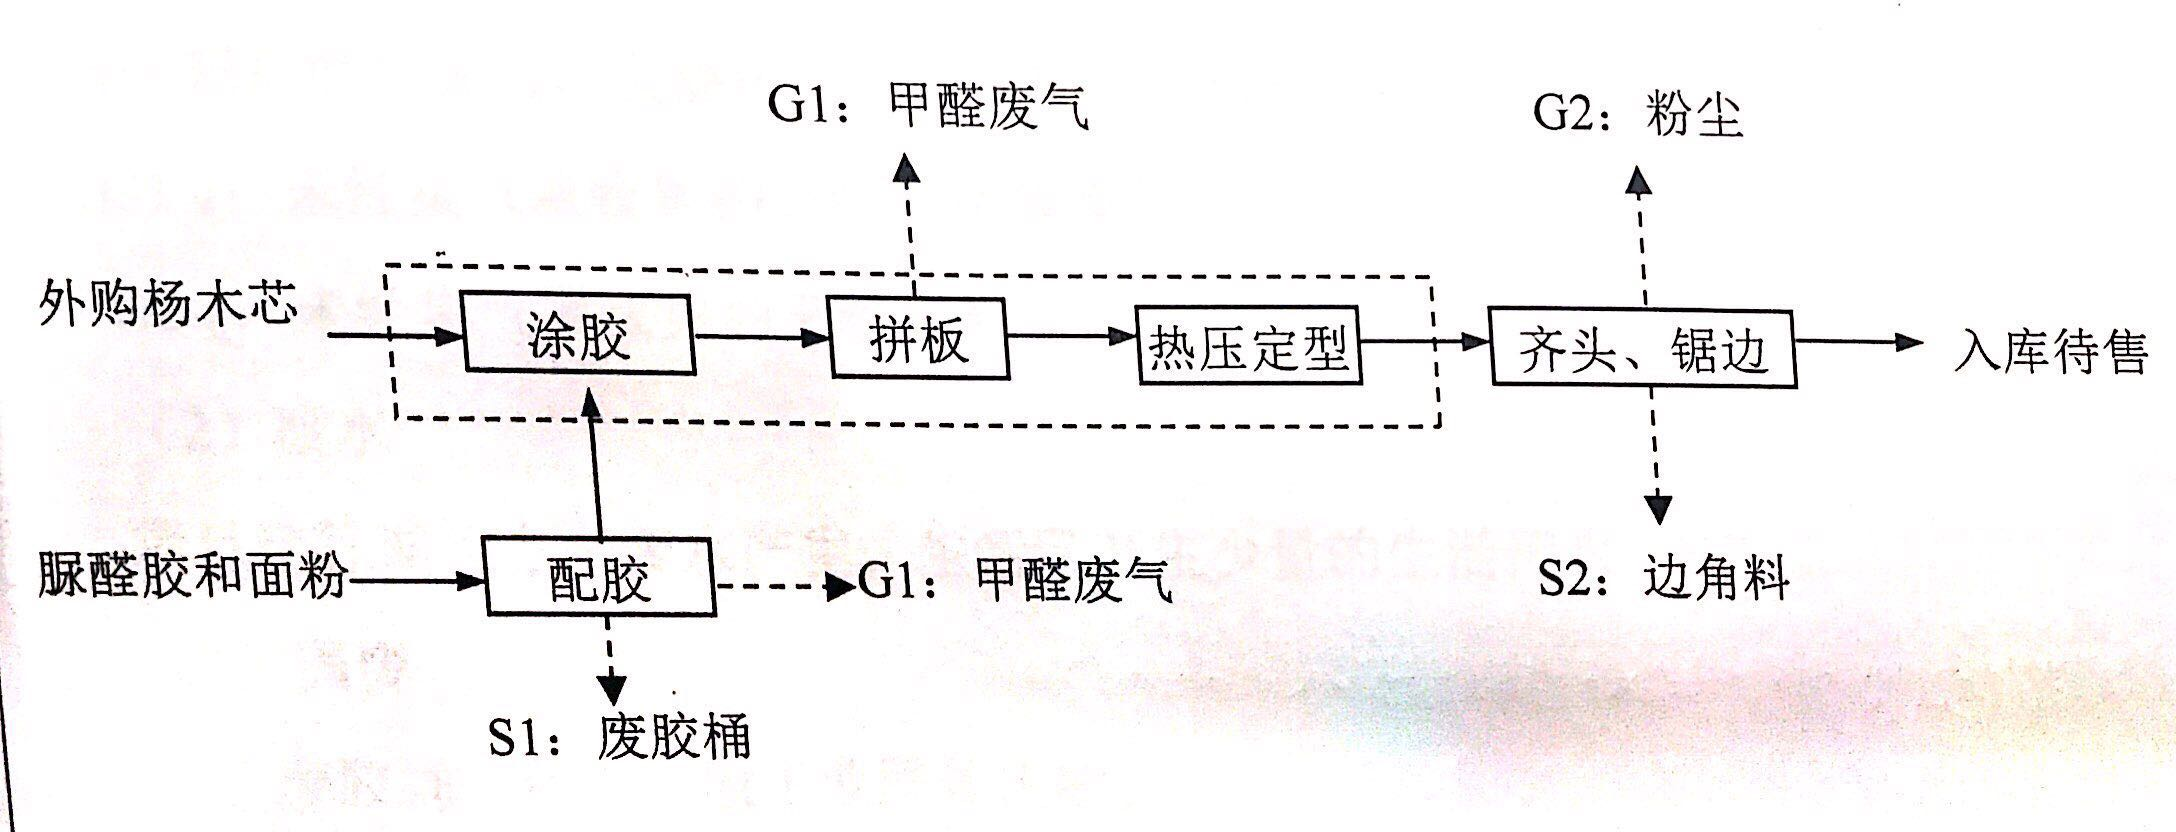 G1：甲醛废气
G2：粉尘
外购杨木芯
涂胶
拼板
热压定型
齐头、锯边
入库待售
脲醛胶和面粉
配胶
G1：甲醛废气
S2：边角料
S1：废胶桶